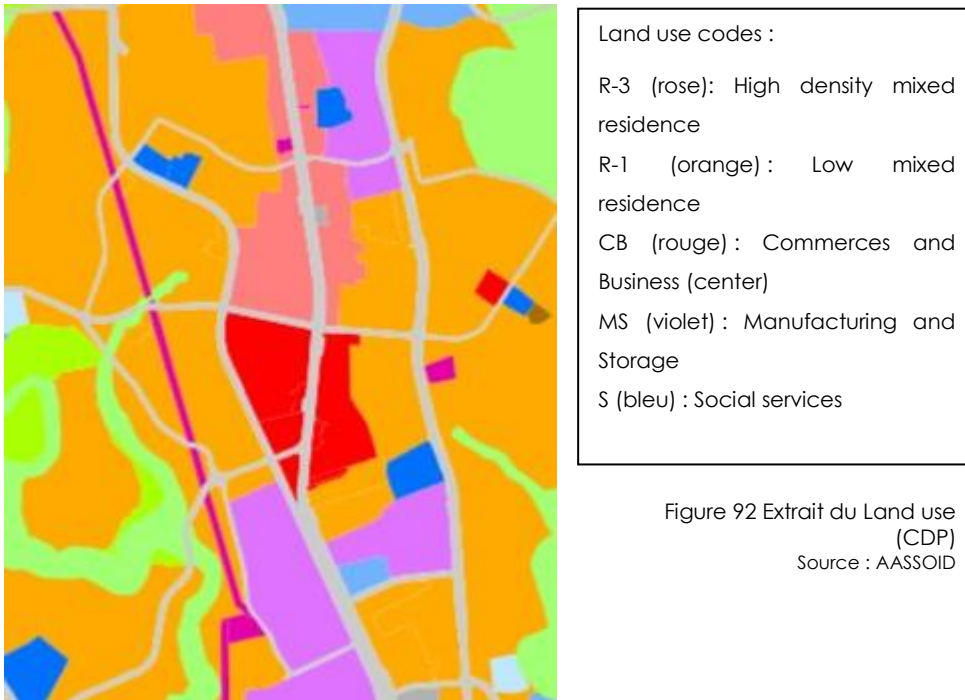 Land use codes :
R-3 (rose): High density mixed
residence
R-1 (orange) : Low mixed
residence
CB (rouge) : Commerces and
Business (center)
MS (violet) : Manufacturing and
Storage
S (bleu) : Social services
Figure 92 Extrait du Land use
(CDP)
Source : AASSOID